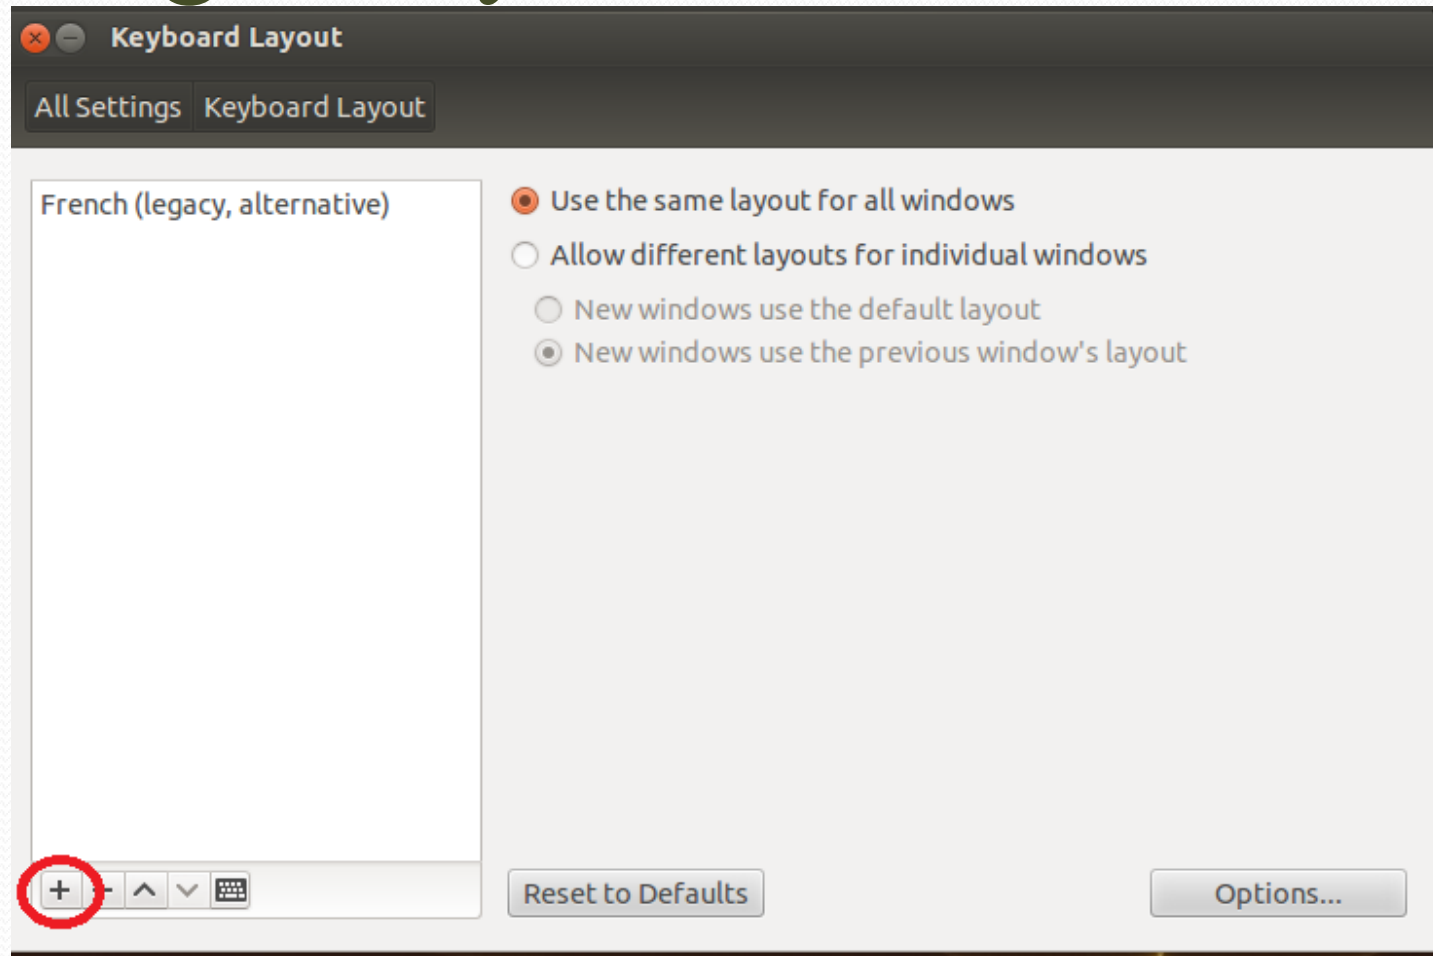 Keyboard Layout
All Settings Keyboard Layout
French (legacy, alternative)
Use the same layout for all windows
Allow different layouts for individual windows
New windows use the default layout
New windows use the previous window's layout
Reset to Defaults
Options...